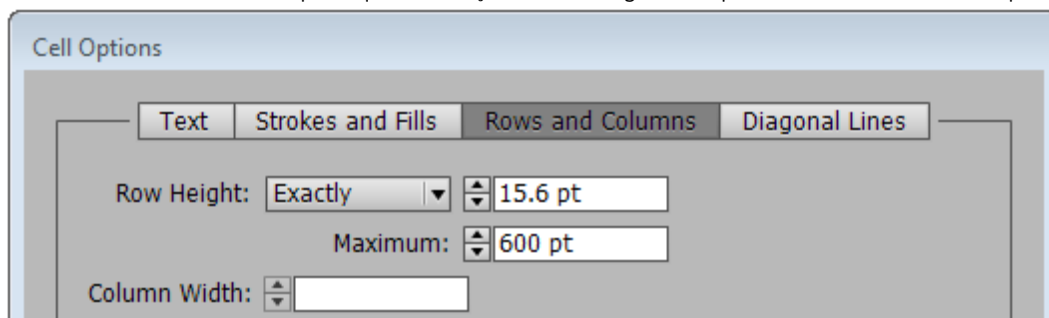 Cell Options
Text Strokes and Fills Rows and Columns Diagonal Lines
Row Height: Exactly 15.6 pt
Maximum: 600 pt
Column Width: